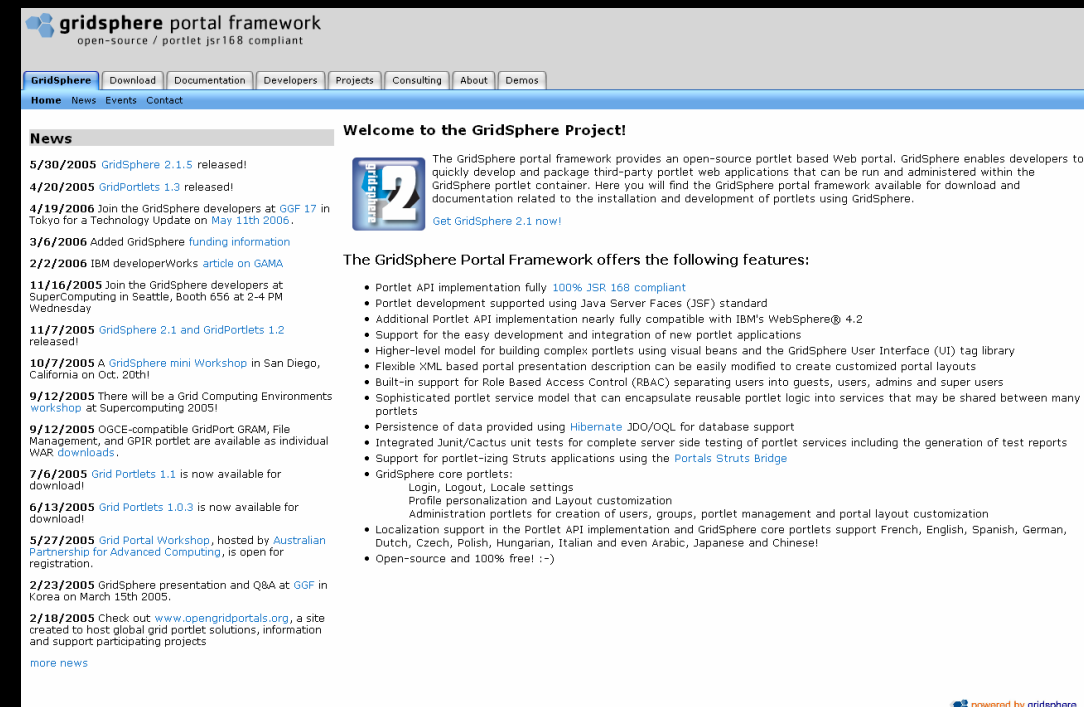 gridsphere portal framework
open-source / portlet jsr168 compliant
GridSphere Download Documentation Developers Projects Consulting About Demos
Home News Events Contact
News
5/30/2005 GridSphere 2.1.5 released!
4/20/2005 GridPortlets 1.3 released!
4/19/2006 Join the GridSphere developers at GGF 17 in
Tokyo for a Technology Update on May 11th 2006.
3/6/2006 Added GridSphere funding information
2/2/2006 IBM developerWorks article on GAMA
11/16/2005 Join the GridSphere developers at
SuperComputing in Seattle, Booth 656 at 2-4 PM
Wednesday
11/7/2005 GridSphere 2.1 and GridPortlets 1.2
released!
10/7/2005 A GridSphere mini Workshop in San Diego,
California on Oct. 20th!
9/12/2005 There will be a Grid Computing Environments
workshop at Supercomputing 2005!
9/12/2005 OGCE-compatible GridPort GRAM, File
Management, and GPIR portlet are available as individual
WAR downloads.
7/6/2005 Grid Portlets 1.1 is now available for
download!
6/13/2005 Grid Portlets 1.0.3 is now available for
download!
5/27/2005 Grid Portal Workshop, hosted by Australian
Partnership for Advanced Computing, is open for
registration.
2/23/2005 GridSphere presentation and Q&A at GGF in
Korea on March 15th 2005.
2/18/2005 Check out www.opengridportals.org, a site
created to host global grid portlet solutions, information
and support participating projects
more news
Welcome to the GridSphere Project!
gridsphere 2
The GridSphere portal framework provides an open-source portlet based Web portal. GridSphere enables developers to
quickly develop and package third-party portlet web applications that can be run and administered within the
GridSphere portlet container. Here you will find the GridSphere portal framework available for download and
documentation related to the installation and development of portlets using GridSphere.
Get GridSphere 2.1 now!
The GridSphere Portal Framework offers the following features:
• Portlet API implementation fully 100% JSR 168 compliant
• Portlet development supported using Java Server Faces (JSF) standard
• Additional Portlet API implementation nearly fully compatible with IBM's WebSphere® 4.2
• Support for the easy development and integration of new portlet applications
• Higher-level model for building complex portlets using visual beans and the GridSphere User Interface (UI) tag library
• Flexible XML based portal presentation description can be easily modified to create customized portal layouts
• Built-in support for Role Based Access Control (RBAC) separating users into guests, users, admins and super users
• Sophisticated portlet service model that can encapsulate reusable portlet logic into services that may be shared between many
portlets
• Persistence of data provided using Hibernate JDO/OQL for database support
• Integrated Junit/Cactus unit tests for complete server side testing of portlet services including the generation of test reports
• Support for portlet-izing Struts applications using the Portals Struts Bridge
• GridSphere core portlets:
Login, Logout, Locale settings
Profile personalization and Layout customization
Administration portlets for creation of users, groups, portlet management and portal layout customization
• Localization support in the Portlet API implementation and GridSphere core portlets support French, English, Spanish, German,
Dutch, Czech, Polish, Hungarian, Italian and even Arabic, Japanese and Chinese!
• Open-source and 100% free! :-)
powered by gridsphere